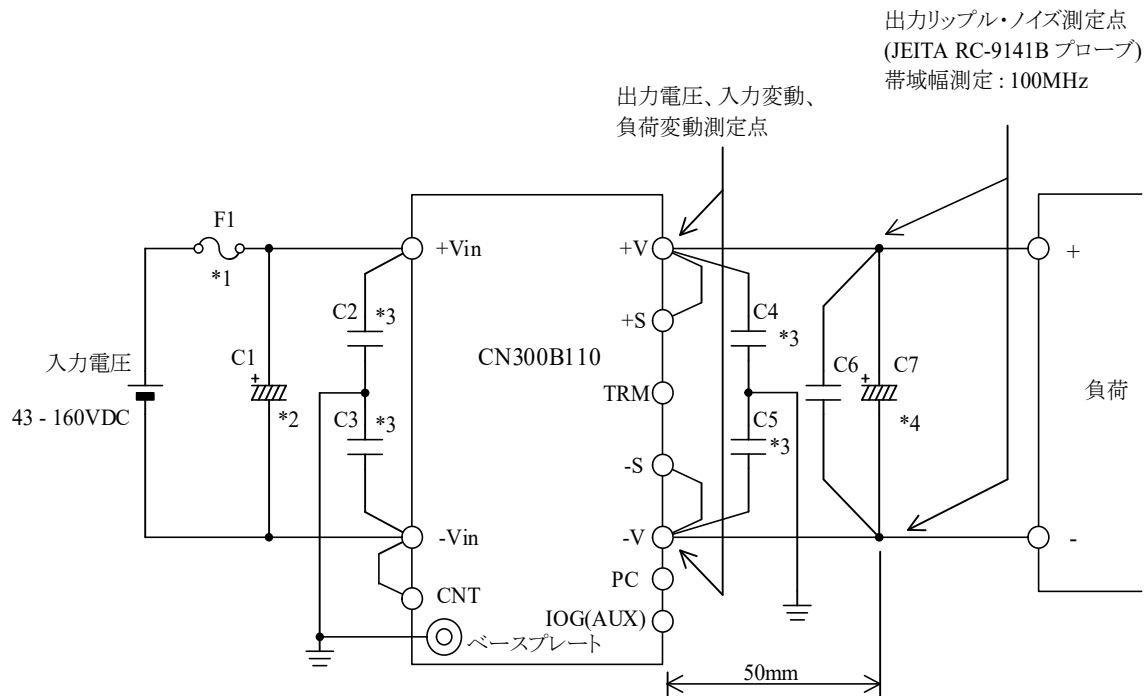 出力リップル・ノイズ測定点
(JEITA RC-9141B プローブ)
帯域幅測定 : 100MHz
出力電圧、入力変動、
負荷変動測定点
F1
*1
+Vin
+V
+
C2
*3
C4
*3
+S
入力電圧
43 - 160VDC
C1
+
*2
CN300B110
C6
+
C7
*4
負荷
TRM
C3
*3
C5
*3
-S
-Vin
-V
-
CNT
PC
IOG(AUX)
ベースプレート
50mm